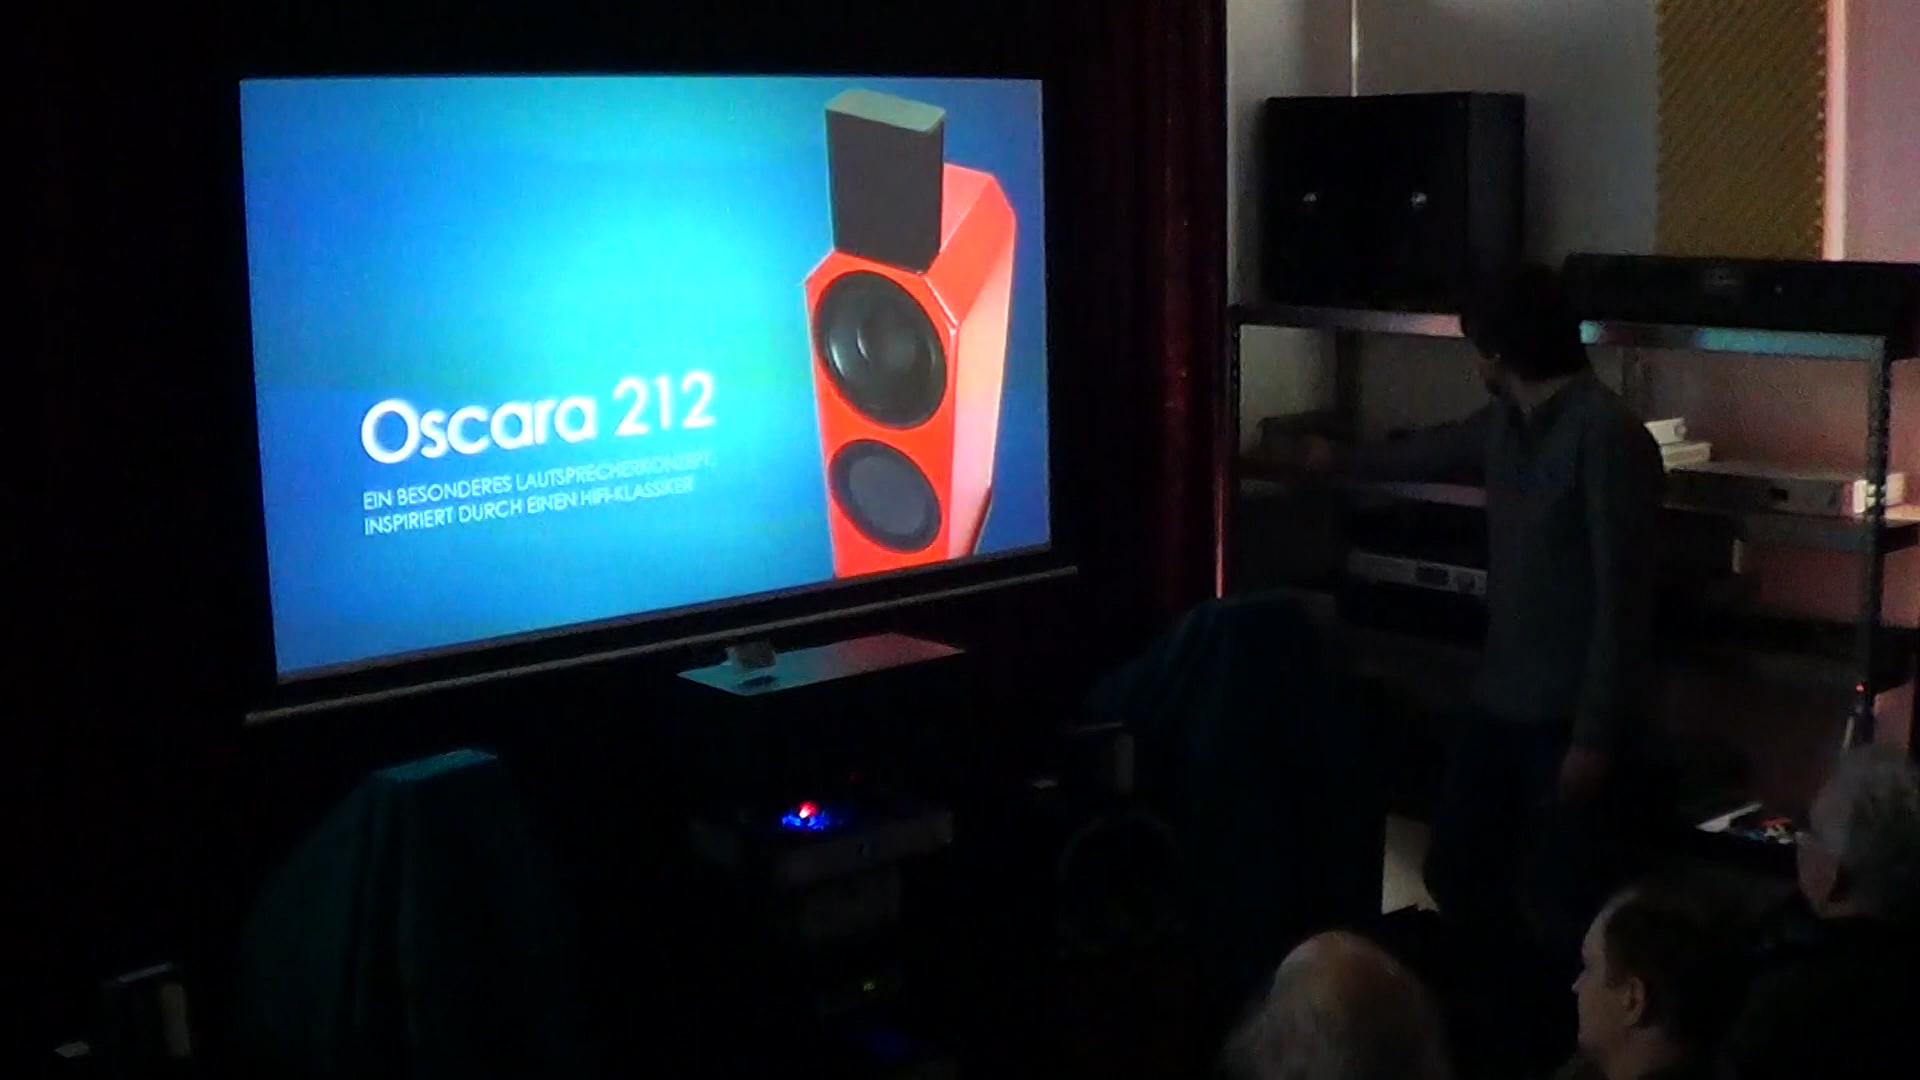 Oscara 212
EIN BESONDERES LAUTSPRECHERKONZEPT,
INSPIRIERT DURCH EINEN HIFI-KLASSIKER